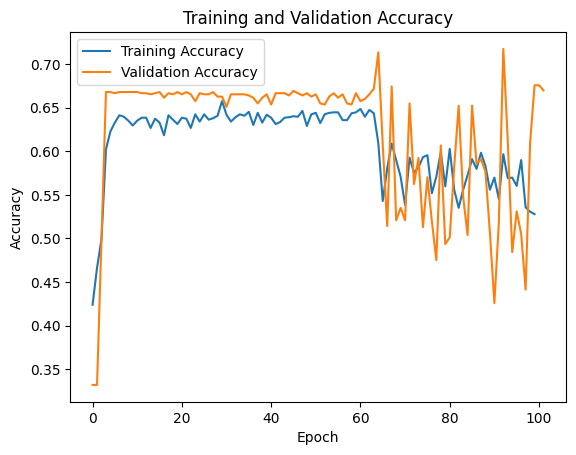 Training and Validation Accuracy
Training Accuracy
Validation Accuracy
0.70
0.65
0.60
0.55
0.50
0.45
0.40
0.35
Accuracy
0 20 40 60 80 100
Epoch